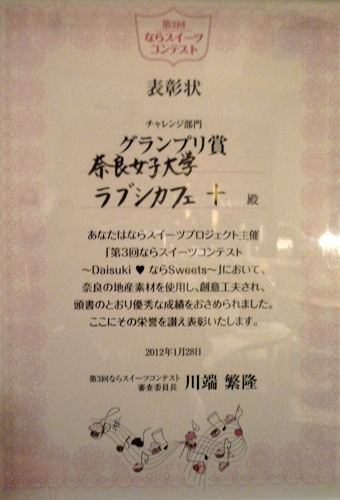 第3回
ならスイーツ
コンテスト
表彰状
チャレンジ部門
グランプリ賞
奈良女子大学
ラブシカフェ 十 殿
あなたはならスイーツプロジェクト主催
「第3回ならスイーツコンテスト
〜Daisuki ♥ ならSweets〜」において、
奈良の地産素材を使用し、創意工夫され、
頭書のとおり優秀な成績をおさめられました。
ここにその栄誉を讃え表彰いたします。
2012年1月28日
第3回ならスイーツコンテスト
審査委員長 川端 繁隆